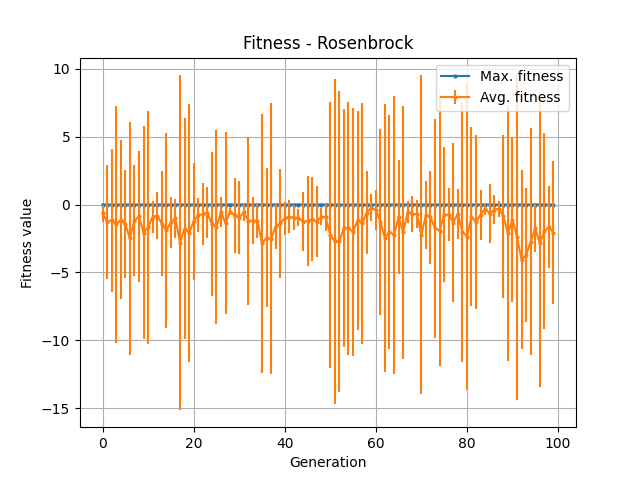 Fitness - Rosenbrock
Max. fitness
Avg. fitness
Fitness value
10
5
0
−5
−10
−15
0 20 40 60 80 100
Generation